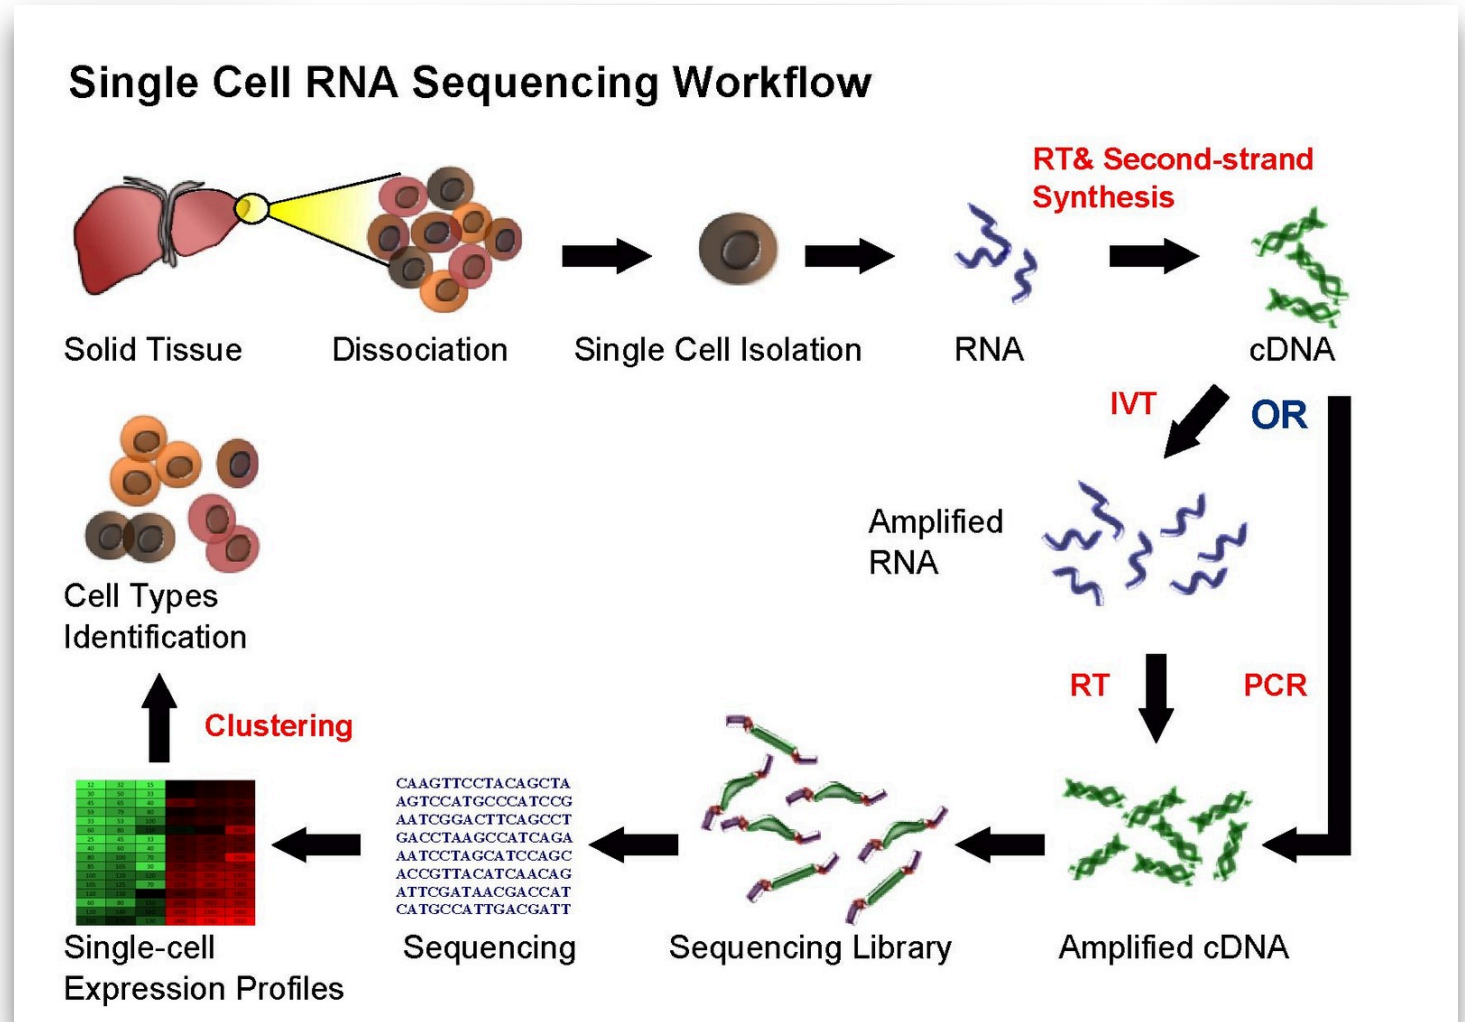 Single Cell RNA Sequencing Workflow
RT& Second-strand
Synthesis
Solid Tissue
Dissociation
Single Cell Isolation
RNA
cDNA
IVT
OR
Amplified
RNA
RT
PCR
Amplified cDNA
Sequencing Library
CAAGTTCCTACAGCTA
AGTCCATGCCCATCCG
AATCGGACTTCAGCCT
GACCTAAGCCATCAGA
AATCCTAGCATCCAGC
ACCGTTACATCAACAG
ATTCGATAACGACCAT
CATGCCATTGACGATT
Sequencing
Single-cell
Expression Profiles
Clustering
Cell Types
Identification